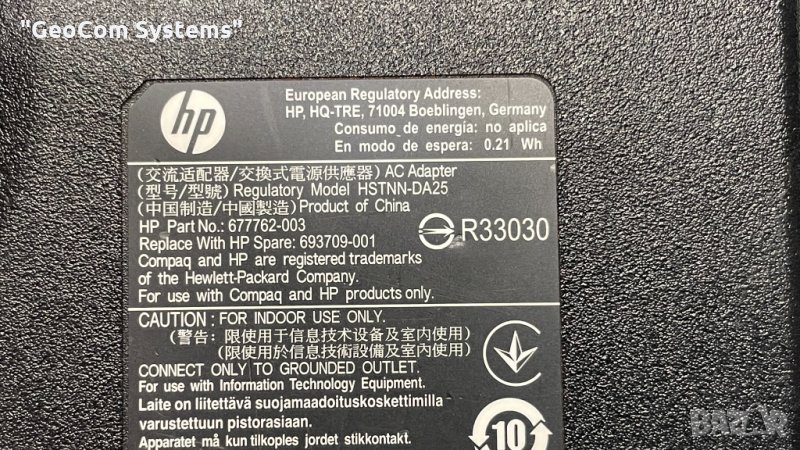 "GeoCom Systems"
hp
European Regulatory Address:
HP, HQ-TRE, 71004 Boeblingen, Germany
Consumo de energía: no aplica
En modo de espera: 0.21 Wh
(交流适配器/交換式電源供應器) AC Adapter
(型号/型號) Regulatory Model HSTNN-DA25
(中国制造/中國製造) Product of China
HP Part No.: 677762-003
Replace With HP Spare: 693709-001
R33030
Compaq and HP are registered trademarks
of the Hewlett-Packard Company.
For use with Compaq and HP products only.
CAUTION: FOR INDOOR USE ONLY.
(警告: 限使用于信息技术设备及室内使用)
(限使用於信息技術設備及室內使用)
CONNECT ONLY TO GROUNDED OUTLET.
For use with Information Technology Equipment.
Laite on liitettävä suojamaadoituskoskettimilla
varustettuun pistorasiaan.
Apparatet må kun tilkoples jordet stikkontakt.
10
BAZAR